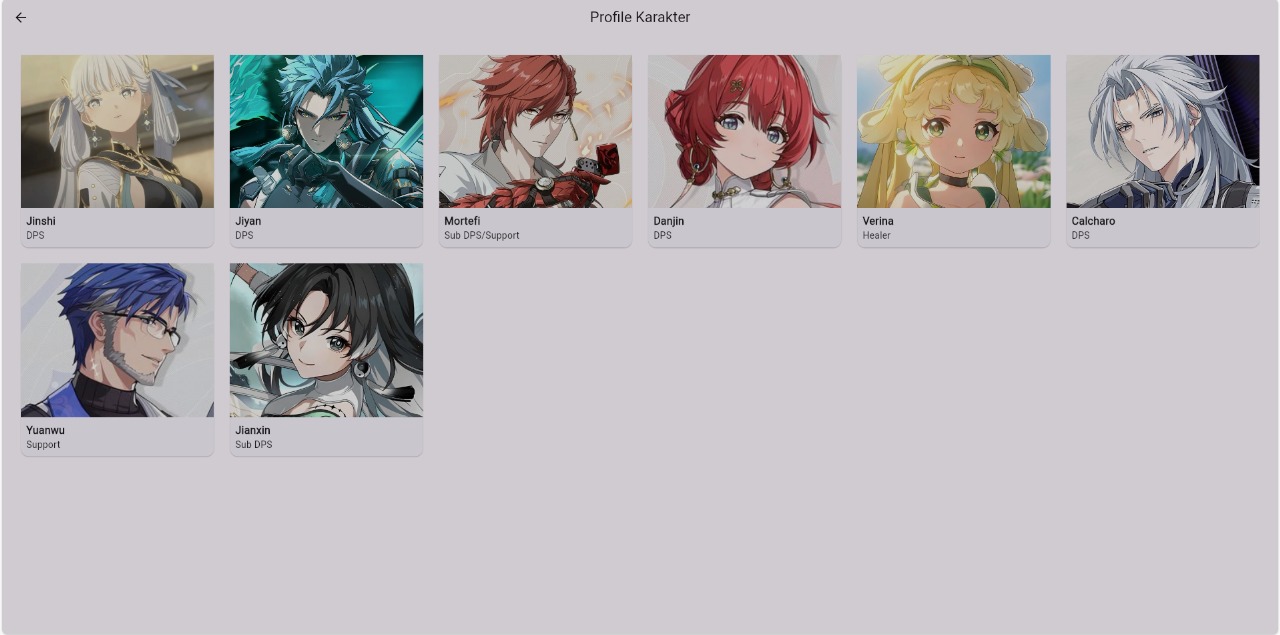 Profile Karakter
Jinshi
DPS
Jiyan
DPS
Mortefi
Sub DPS/Support
Danjin
DPS
Verina
Healer
Calcharo
DPS
Yuanwu
Support
Jianxin
Sub DPS